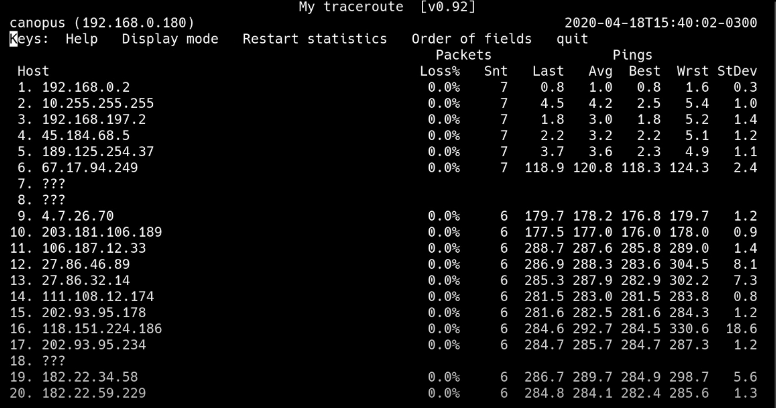 My traceroute  [v0.92]
canopus (192.168.0.180) 2020-04-18T15:40:02-0300
Keys:  Help   Display mode   Restart statistics   Order of fields   quit
Packets Pings
Host Loss% Snt Last Avg Best Wrst StDev
1. 192.168.0.2 0.0% 7 0.8 1.0 0.8 1.6 0.3
2. 10.255.255.255 0.0% 7 4.5 4.2 2.5 5.4 1.0
3. 192.168.197.2 0.0% 7 1.8 3.0 1.8 5.2 1.4
4. 45.184.68.5 0.0% 7 2.2 3.2 2.2 5.1 1.2
5. 189.125.254.37 0.0% 7 3.7 3.6 2.3 4.9 1.1
6. 67.17.94.249 0.0% 7 118.9 120.8 118.3 124.3 2.4
7. ???
8. ???
9. 4.7.26.70 0.0% 6 179.7 178.2 176.8 179.7 1.2
10. 203.181.106.189 0.0% 6 177.5 177.0 176.0 178.0 0.9
11. 106.187.12.33 0.0% 6 288.7 287.6 285.8 289.0 1.4
12. 27.86.46.89 0.0% 6 286.9 288.3 283.6 304.5 8.1
13. 27.86.32.14 0.0% 6 285.3 287.9 282.9 302.2 7.3
14. 111.108.12.174 0.0% 6 281.5 283.0 281.5 283.8 0.8
15. 202.93.95.178 0.0% 6 281.6 282.5 281.6 284.3 1.2
16. 118.151.224.186 0.0% 6 284.6 292.7 284.5 330.6 18.6
17. 202.93.95.234 0.0% 6 284.7 285.7 284.7 287.3 1.2
18. ???
19. 182.22.34.58 0.0% 6 286.7 289.7 284.9 298.7 5.6
20. 182.22.59.229 0.0% 6 284.8 284.1 282.4 285.6 1.3